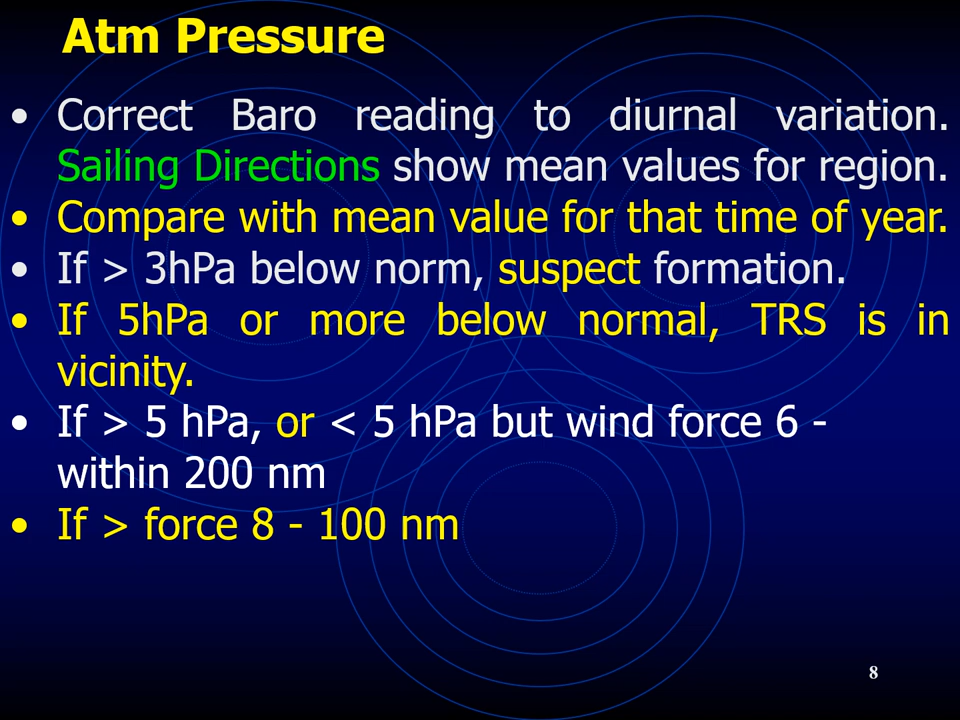 Atm Pressure
• Correct Baro reading to diurnal variation.
Sailing Directions show mean values for region.
• Compare with mean value for that time of year.
• If > 3hPa below norm, suspect formation.
• If 5hPa or more below normal, TRS is in
vicinity.
• If > 5 hPa, or < 5 hPa but wind force 6 -
within 200 nm
• If > force 8 - 100 nm
8